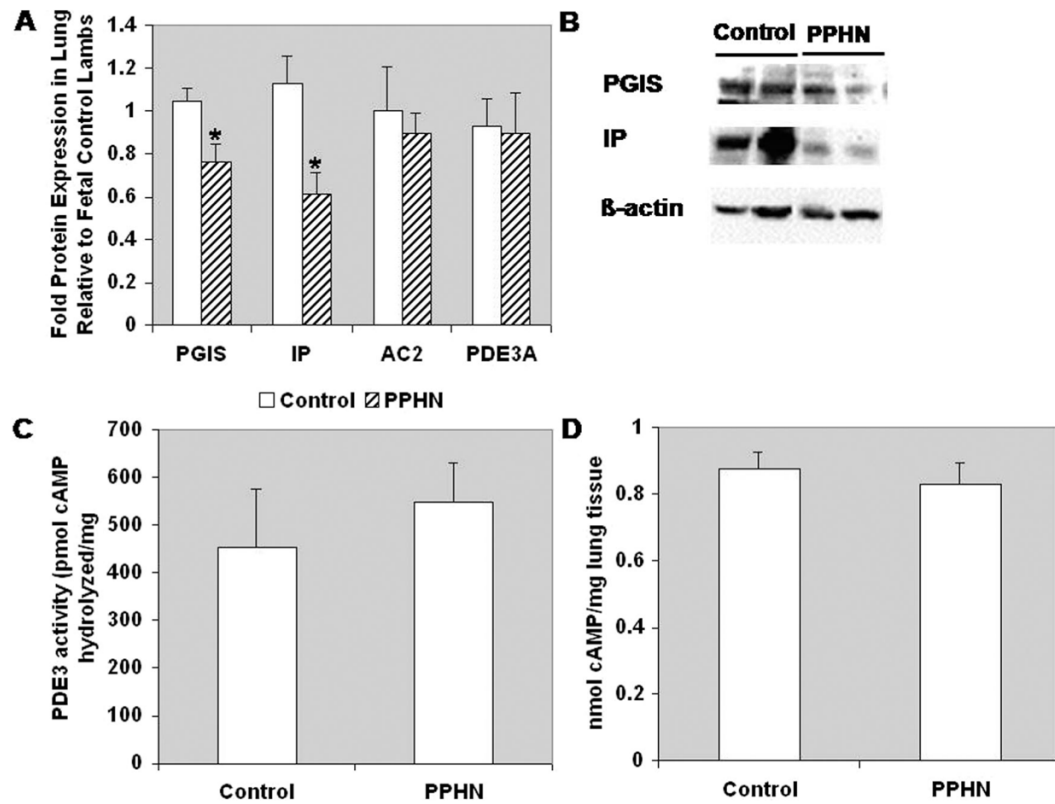 A
Fold Protein Expression in Lung
Relative to Fetal Control Lambs
1.4
1.2
1
0.8
0.6
0.4
0.2
0
*
*
PGIS IP AC2 PDE3A
Control PPHN
B
Control PPHN
PGIS
IP
ß-actin
C
PDE3 activity (pmol cAMP
hydrolyzed/mg
700
600
500
400
300
200
100
0
Control PPHN
D
nmol cAMP/mg lung tissue
1
0.8
0.6
0.4
0.2
0
Control PPHN